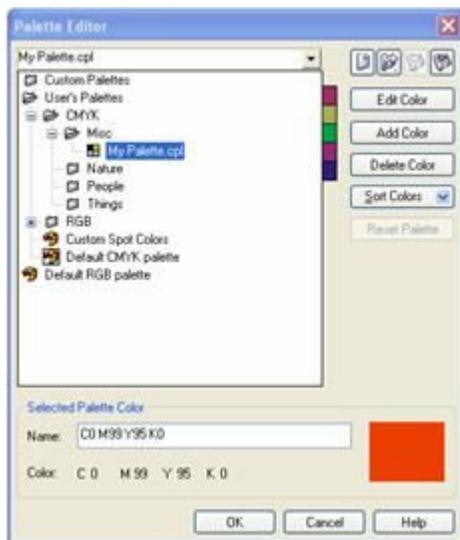 Palette Editor
My Palette.cpl
Custom Palettes
User's Palettes
CMYK
Misc
My Palette.cpl
Nature
People
Things
RGB
Custom Spot Colors
Default CMYK palette
Default RGB palette
Edit Color
Add Color
Delete Color
Sort Colors
Reset Palette
Selected Palette Color
Name: C0 M99 Y95 K0
Color: C 0 M 99 Y 95 K 0
OK Cancel Help